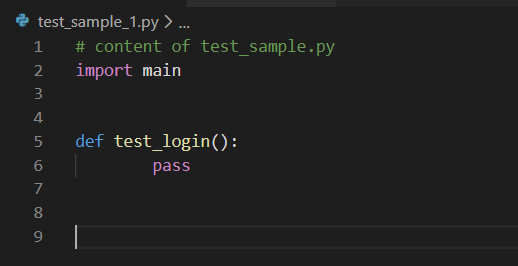 test_sample_1.py > ...
1 # content of test_sample.py
2 import main
3
4
5 def test_login():
6         pass
7
8
9